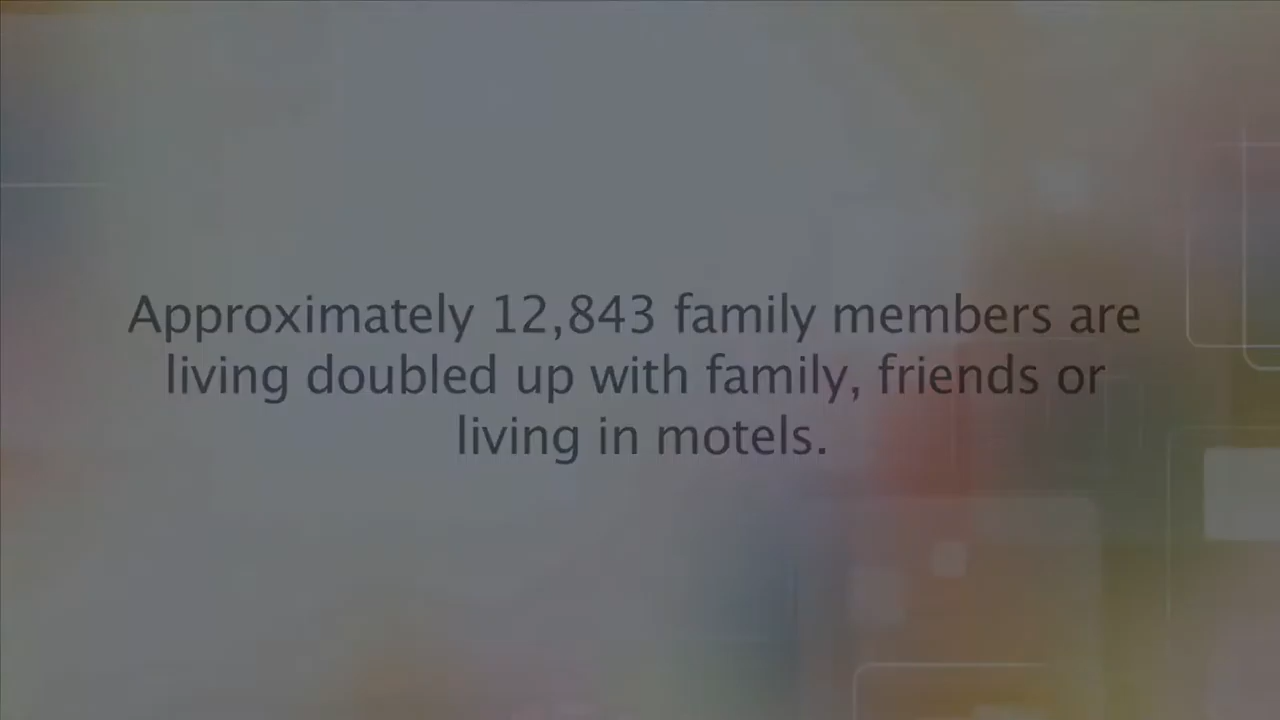 Approximately 12,843 family members are
living doubled up with family, friends or
living in motels.